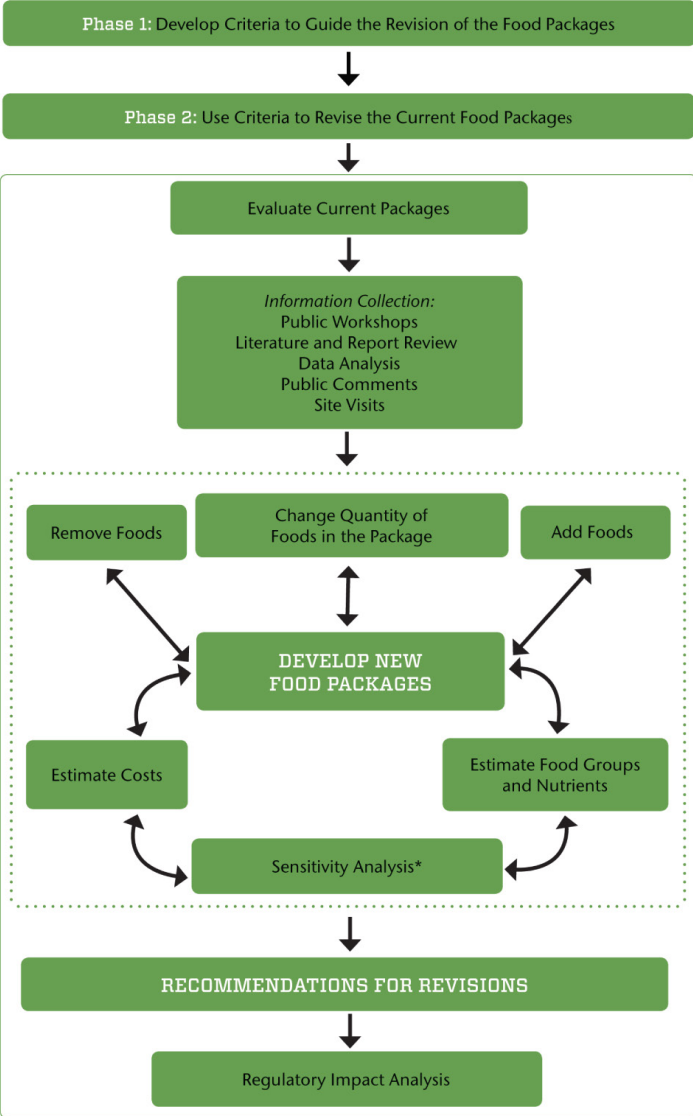 Phase 1: Develop Criteria to Guide the Revision of the Food Packages
Phase 2: Use Criteria to Revise the Current Food Packages
Evaluate Current Packages
Information Collection:
Public Workshops
Literature and Report Review
Data Analysis
Public Comments
Site Visits
Remove Foods
Change Quantity of
Foods in the Package
Add Foods
DEVELOP NEW
FOOD PACKAGES
Estimate Costs
Estimate Food Groups
and Nutrients
Sensitivity Analysis*
RECOMMENDATIONS FOR REVISIONS
Regulatory Impact Analysis